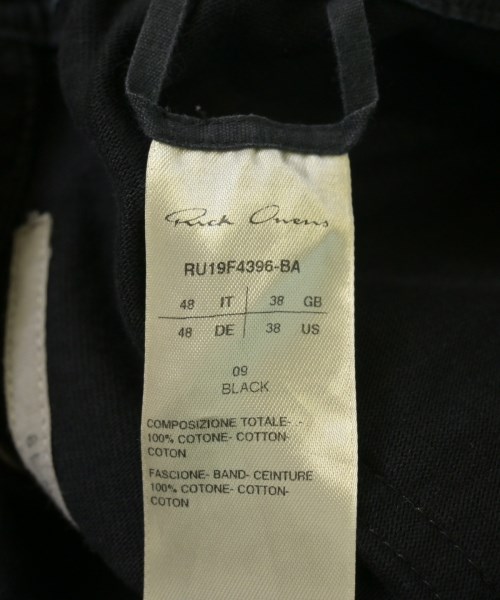 Rick Owens
RU19F4396-BA
48 IT 38 GB
48 DE 38 US
09
BLACK
COMPOSIZIONE TOTALE- -
100% COTONE- COTTON-
COTON
FASCIONE- BAND- CEINTURE
100% COTONE- COTTON-
COTON